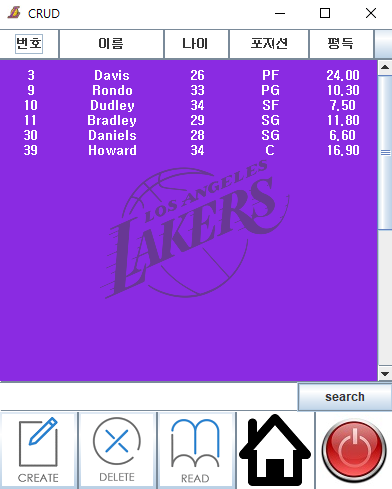 CRUD
번호 이름 나이 포지션 평득
3 Davis 26 PF 24,00
9 Rondo 33 PG 10,30
10 Dudley 34 SF 7,50
11 Bradley 29 SG 11,80
30 Daniels 28 SG 6,60
39 Howard 34 C 16,90
LOS ANGELES
LAKERS
search
CREATE DELETE READ